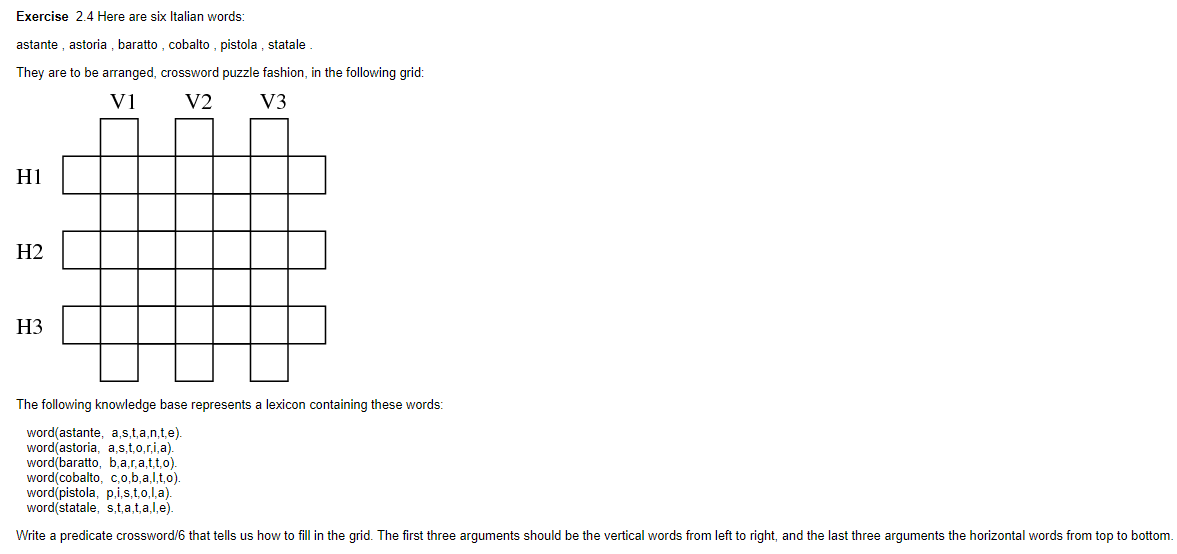 Exercise 2.4 Here are six Italian words:
astante , astoria , baratto , cobalto , pistola , statale .
They are to be arranged, crossword puzzle fashion, in the following grid:
V1 V2 V3
H1
H2
H3
The following knowledge base represents a lexicon containing these words:
word(astante, a,s,t,a,n,t,e).
word(astoria, a,s,t,o,r,i,a).
word(baratto, b,a,r,a,t,t,o).
word(cobalto, c,o,b,a,l,t,o).
word(pistola, p,i,s,t,o,l,a).
word(statale, s,t,a,t,a,l,e).
Write a predicate crossword/6 that tells us how to fill in the grid. The first three arguments should be the vertical words from left to right, and the last three arguments the horizontal words from top to bottom.